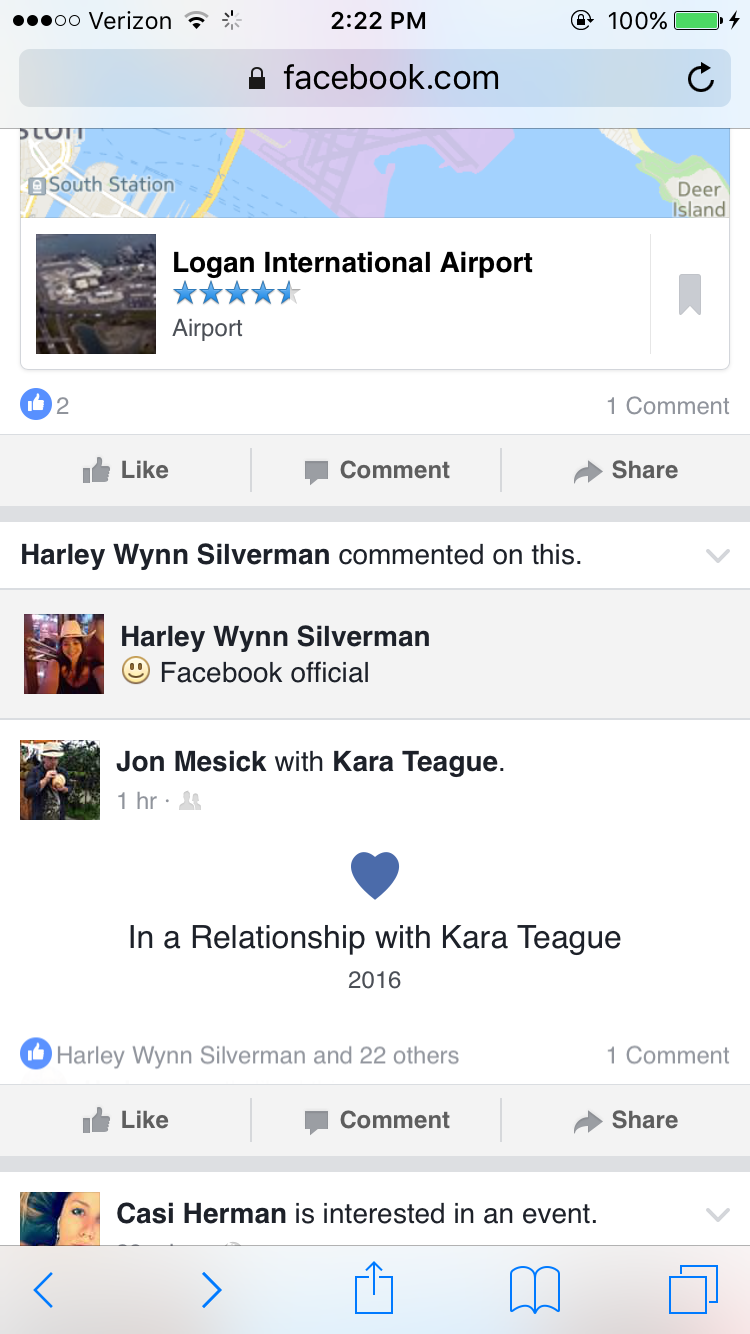 Verizon 2:22 PM 100%
facebook.com
South Station
Deer
Island
Logan International Airport
Airport
2 1 Comment
Like Comment Share
Harley Wynn Silverman commented on this.
Harley Wynn Silverman
Facebook official
Jon Mesick with Kara Teague.
1 hr ·
In a Relationship with Kara Teague
2016
Harley Wynn Silverman and 22 others 1 Comment
Like Comment Share
Casi Herman is interested in an event.